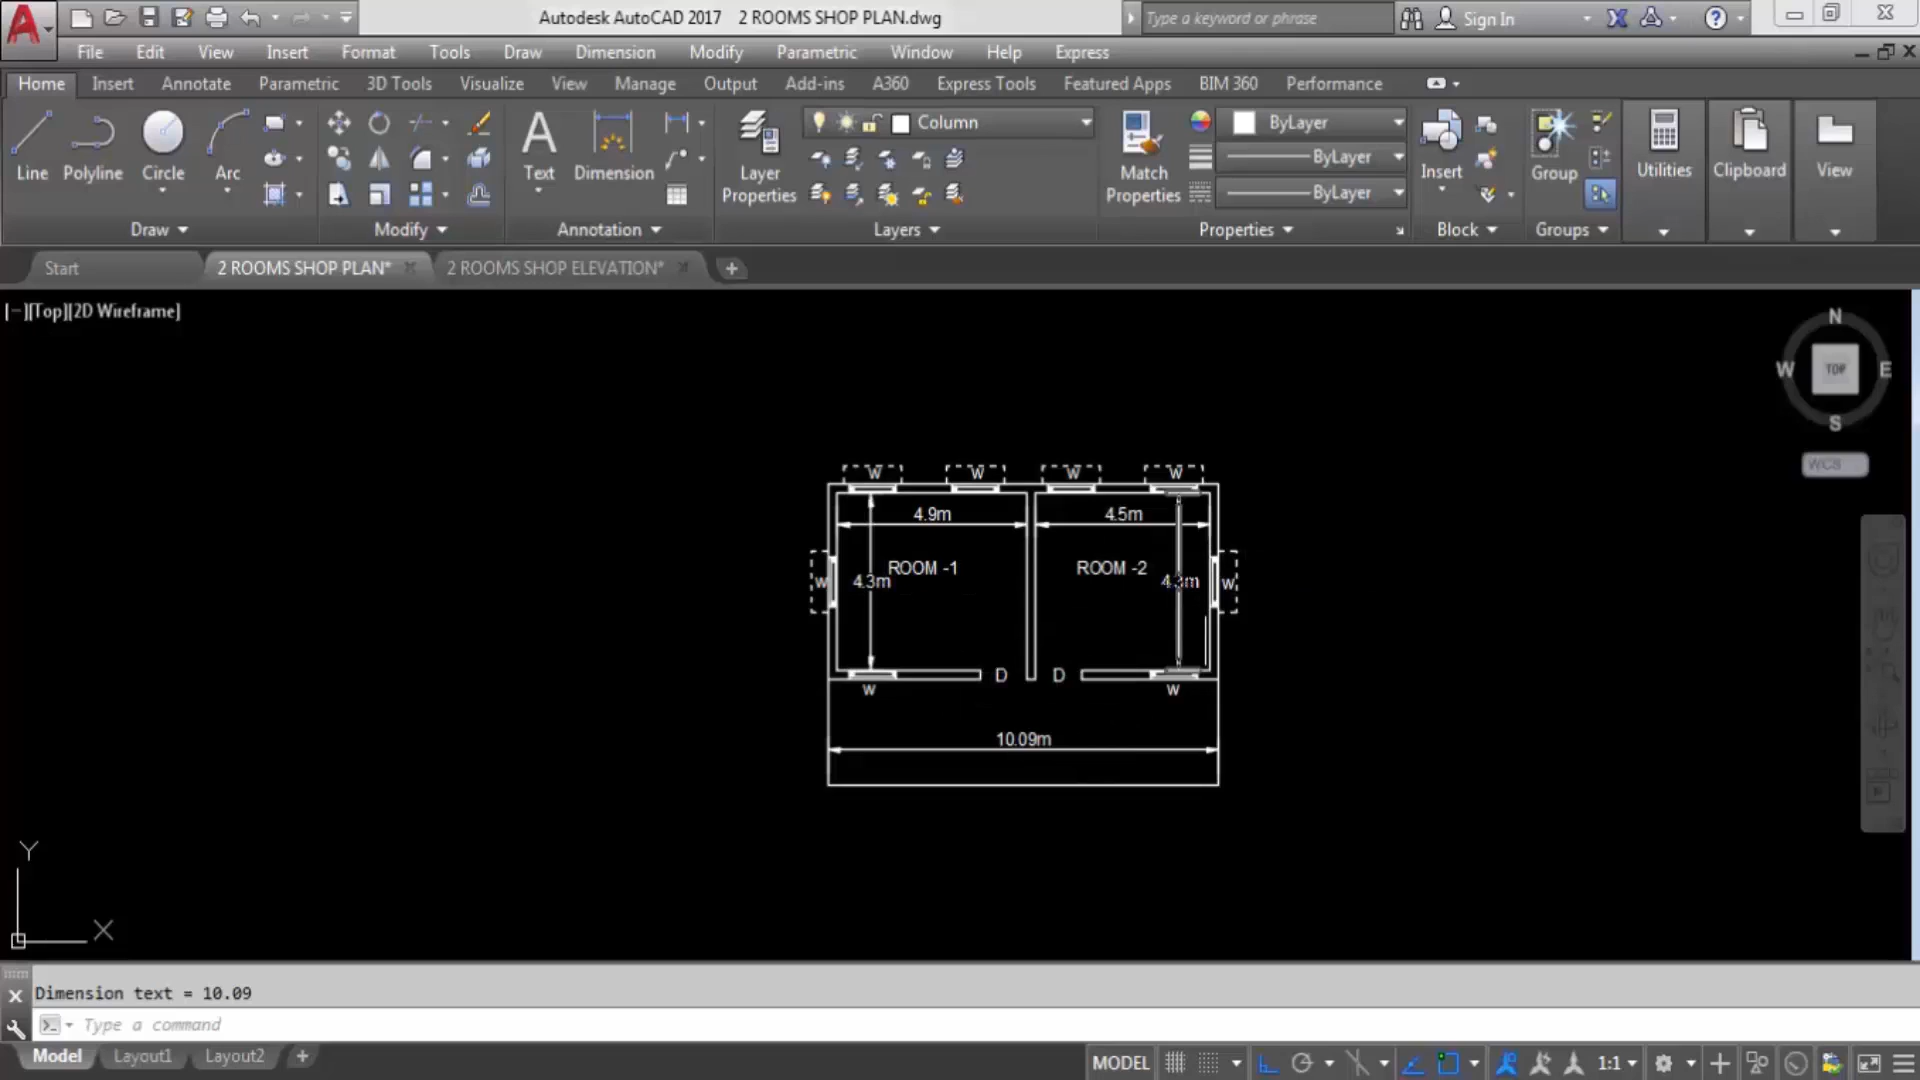 Autodesk AutoCAD 2017 2 ROOMS SHOP PLAN.dwg
Type a keyword or phrase
Sign In
File Edit View Insert Format Tools Draw Dimension Modify Parametric Window Help Express
Home Insert Annotate Parametric 3D Tools Visualize View Manage Output Add-ins A360 Express Tools Featured Apps BIM 360 Performance
Column
ByLayer
ByLayer
ByLayer
Line Polyline Circle Arc
Text Dimension
Layer Properties
Match Properties
Insert
Group
Utilities
Clipboard
View
Draw Modify Annotation Layers Properties Block Groups
Start 2 ROOMS SHOP PLAN* 2 ROOMS SHOP ELEVATION*
[−][Top][2D Wireframe]
N
W TOP E
S
WCS
W W W W
4.9m 4.5m
ROOM -1 ROOM -2
W 4.3m 4.3m W
D D
W W
10.09m
Y
X
Dimension text = 10.09
Type a command
Model Layout1 Layout2
MODEL 1:1